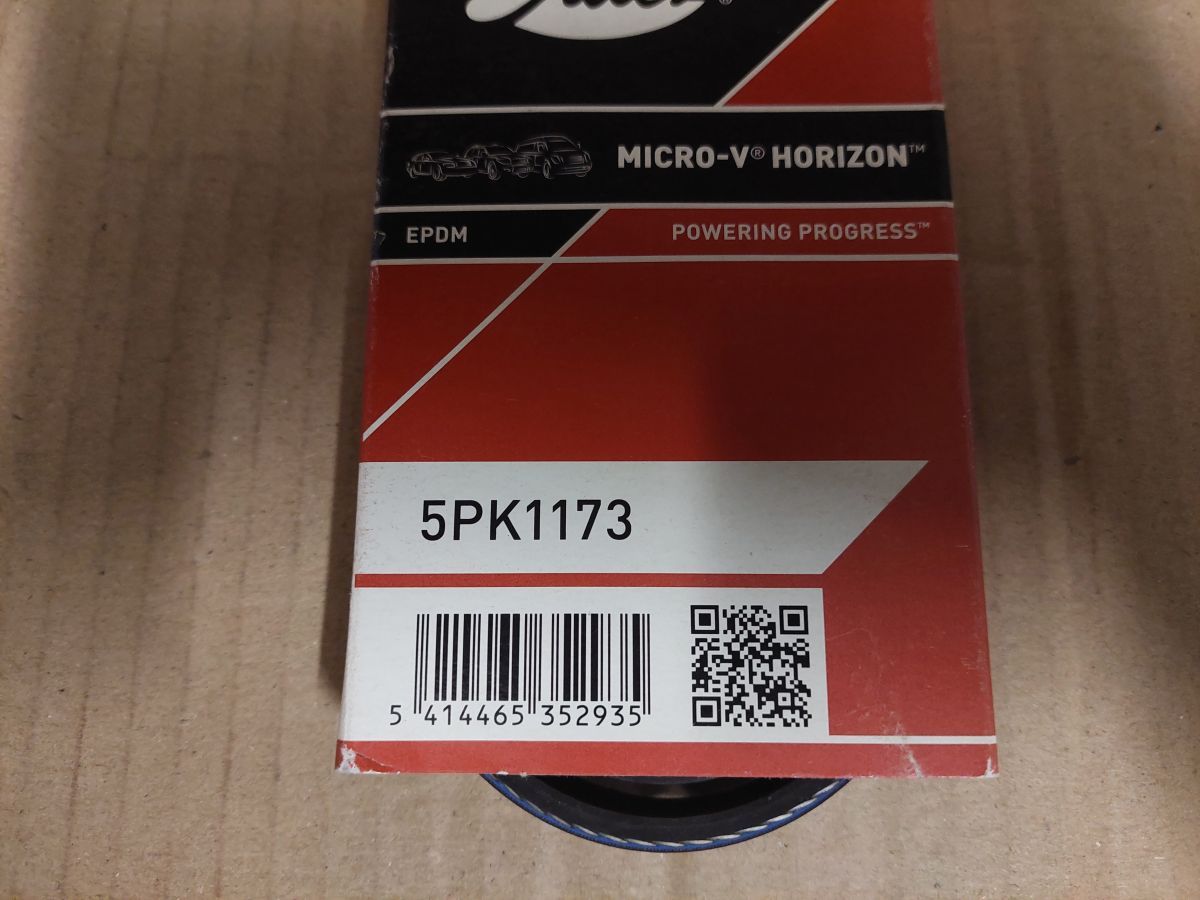 MICRO-V® HORIZON™
EPDM
POWERING PROGRESS™
5PK1173
5 414465 352935